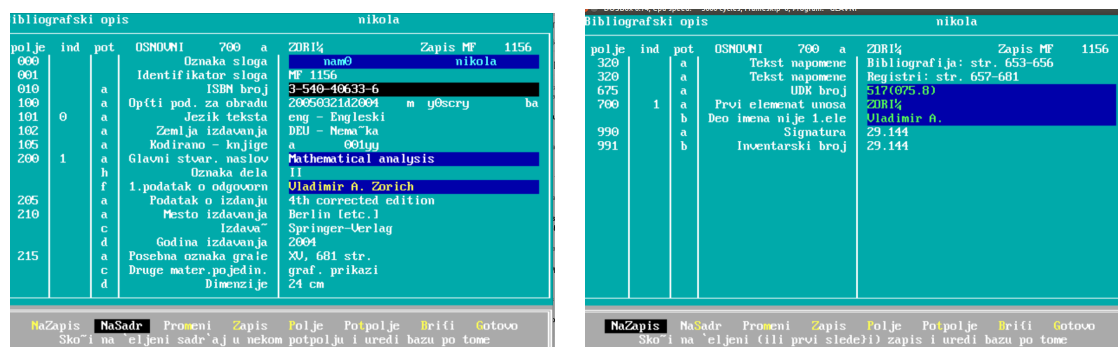 ibliografski opis nikola
polje ind pot OSNOVNI 700 a ZDRI¼ Zapis MF 1156
000 Oznaka sloga nam0 nikola
001 Identifikator sloga MF 1156
010 a ISBN broj 3-540-40633-6
100 a Op{ti pod. za obradu 20050321d2004 m y0scry ba
101 0 a Jezik teksta eng - Engleski
102 a Zemlja izdavanja DEU - Nema~ka
105 a Kodirano - knjige a 001yy
200 1 a Glavni stvar. naslov Mathematical analysis
h Oznaka dela II
f 1.podatak o odgovorn Vladimir A. Zorich
205 a Podatak o izdanju 4th corrected edition
210 a Mesto izdavanja Berlin [etc.]
c Izdava~ Springer-Verlag
d Godina izdavanja 2004
215 a Posebna oznaka gra|e XV, 681 str.
c Druge mater.pojedin. graf. prikazi
d Dimenzije 24 cm
NaZapis NaSadr Promeni Zapis Polje Potpolje Bri{i Gotovo
Sko~i na `eljeni sadr`aj u nekom potpolju i uredi bazu po tome
Bibliografski opis nikola
polje ind pot OSNOVNI 700 a ZDRI¼ Zapis MF 1156
320 a Tekst napomene Bibliografija: str. 653-656
320 a Tekst napomene Registri: str. 657-681
675 a UDK broj 517(075.8)
700 1 a Prvi elemenat unosa ZDRI¼
b Deo imena nije 1.ele Vladimir A.
990 a Signatura 29.144
991 b Inventarski broj 29.144
NaZapis NaSadr Promeni Zapis Polje Potpolje Bri{i Gotovo
Sko~i na `eljeni (ili prvi slede}i) zapis i uredi bazu po tome